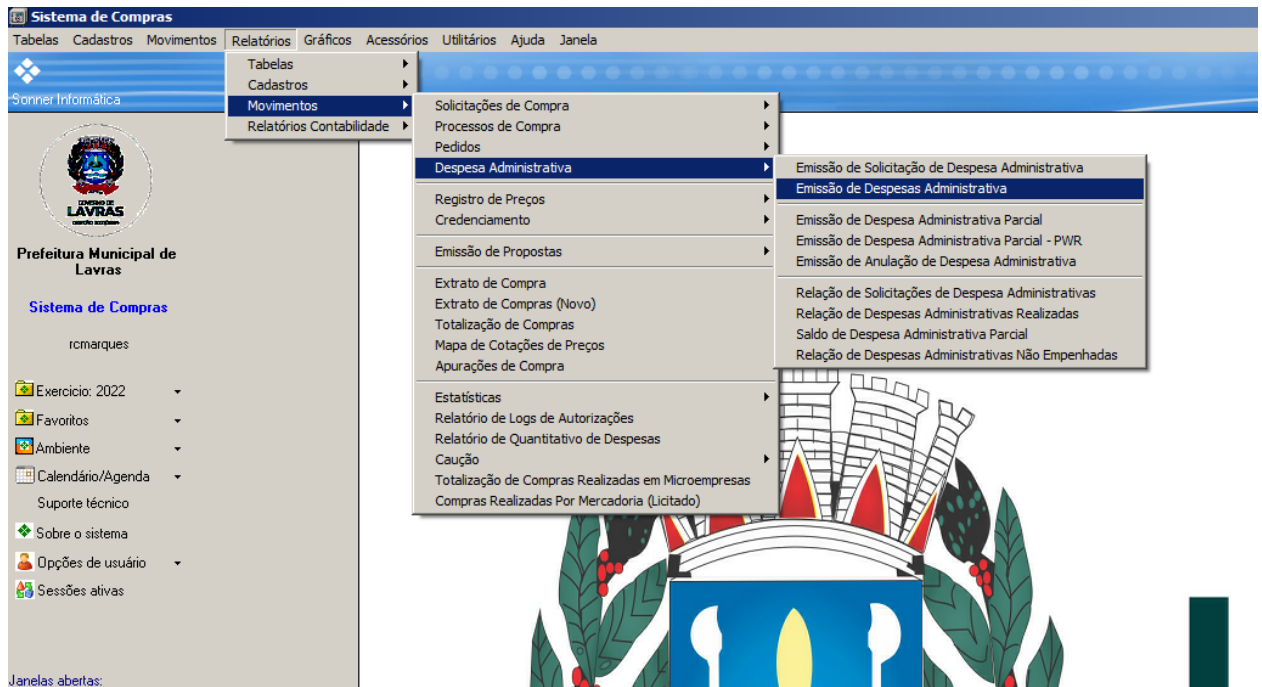 Sistema de Compras
Tabelas Cadastros Movimentos Relatórios Gráficos Acessórios Utilitários Ajuda Janela
Sonner Informática
Tabelas
Cadastros
Movimentos
Relatórios Contabilidade
Solicitações de Compra
Processos de Compra
Pedidos
Despesa Administrativa
Registro de Preços
Credenciamento
Emissão de Propostas
Extrato de Compra
Extrato de Compras (Novo)
Totalização de Compras
Mapa de Cotações de Preços
Apurações de Compra
Estatísticas
Relatório de Logs de Autorizações
Relatório de Quantitativo de Despesas
Caução
Totalização de Compras Realizadas em Microempresas
Compras Realizadas Por Mercadoria (Licitado)
Emissão de Solicitação de Despesa Administrativa
Emissão de Despesas Administrativa
Emissão de Despesa Administrativa Parcial
Emissão de Despesa Administrativa Parcial - PWR
Emissão de Anulação de Despesa Administrativa
Relação de Solicitações de Despesa Administrativas
Relação de Despesas Administrativas Realizadas
Saldo de Despesa Administrativa Parcial
Relação de Despesas Administrativas Não Empenhadas
GOVERNO DE
LAVRAS
Prefeitura Municipal de
Lavras
Sistema de Compras
rcmarques
Exercicio: 2022
Favoritos
Ambiente
Calendário/Agenda
Suporte técnico
Sobre o sistema
Opções de usuário
Sessões ativas
Janelas abertas: